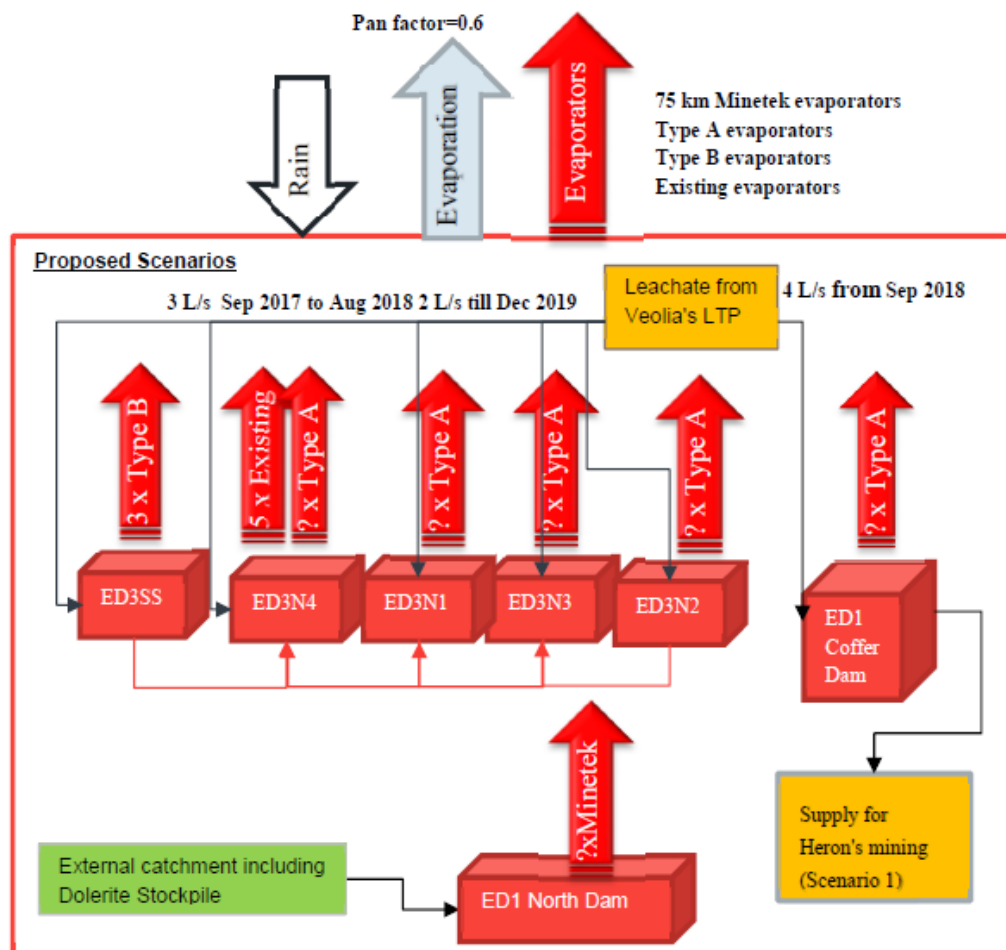 Pan factor=0.6
Rain
Evaporation
Evaporators
75 km Minetek evaporators
Type A evaporators
Type B evaporators
Existing evaporators
Proposed Scenarios
3 L/s Sep 2017 to Aug 2018 2 L/s till Dec 2019
Leachate from
Veolia's LTP
4 L/s from Sep 2018
3 x Type B
5 x Existing
? x Type A
? x Type A
? x Type A
? x Type A
? x Type A
ED3SS
ED3N4
ED3N1
ED3N3
ED3N2
ED1
Coffer
Dam
?xMinetek
Supply for
Heron's mining
(Scenario 1)
External catchment including
Dolerite Stockpile
ED1 North Dam